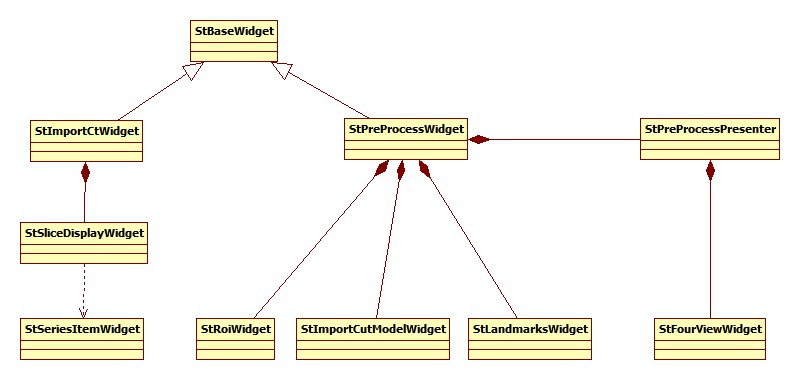 StBaseWidget
StImportCtWidget
StPreProcessWidget
StPreProcessPresenter
StSliceDisplayWidget
StSeriesItemWidget
StRoiWidget
StImportCutModelWidget
StLandmarksWidget
StFourViewWidget